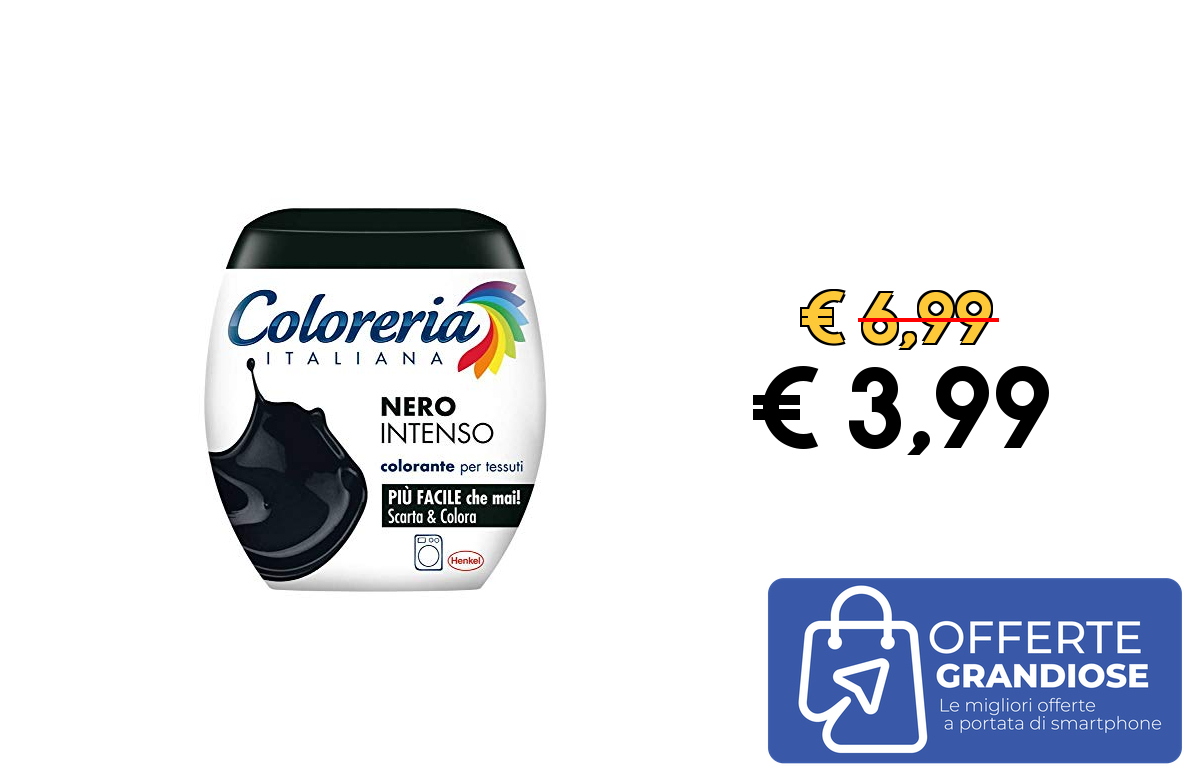 Coloreria
ITALIANA
NERO
INTENSO
colorante per tessuti
PIÙ FACILE che mai!
Scarta & Colora
Henkel
€ 6,99
€ 3,99
OFFERTE
GRANDIOSE
Le migliori offerte
a portata di smartphone